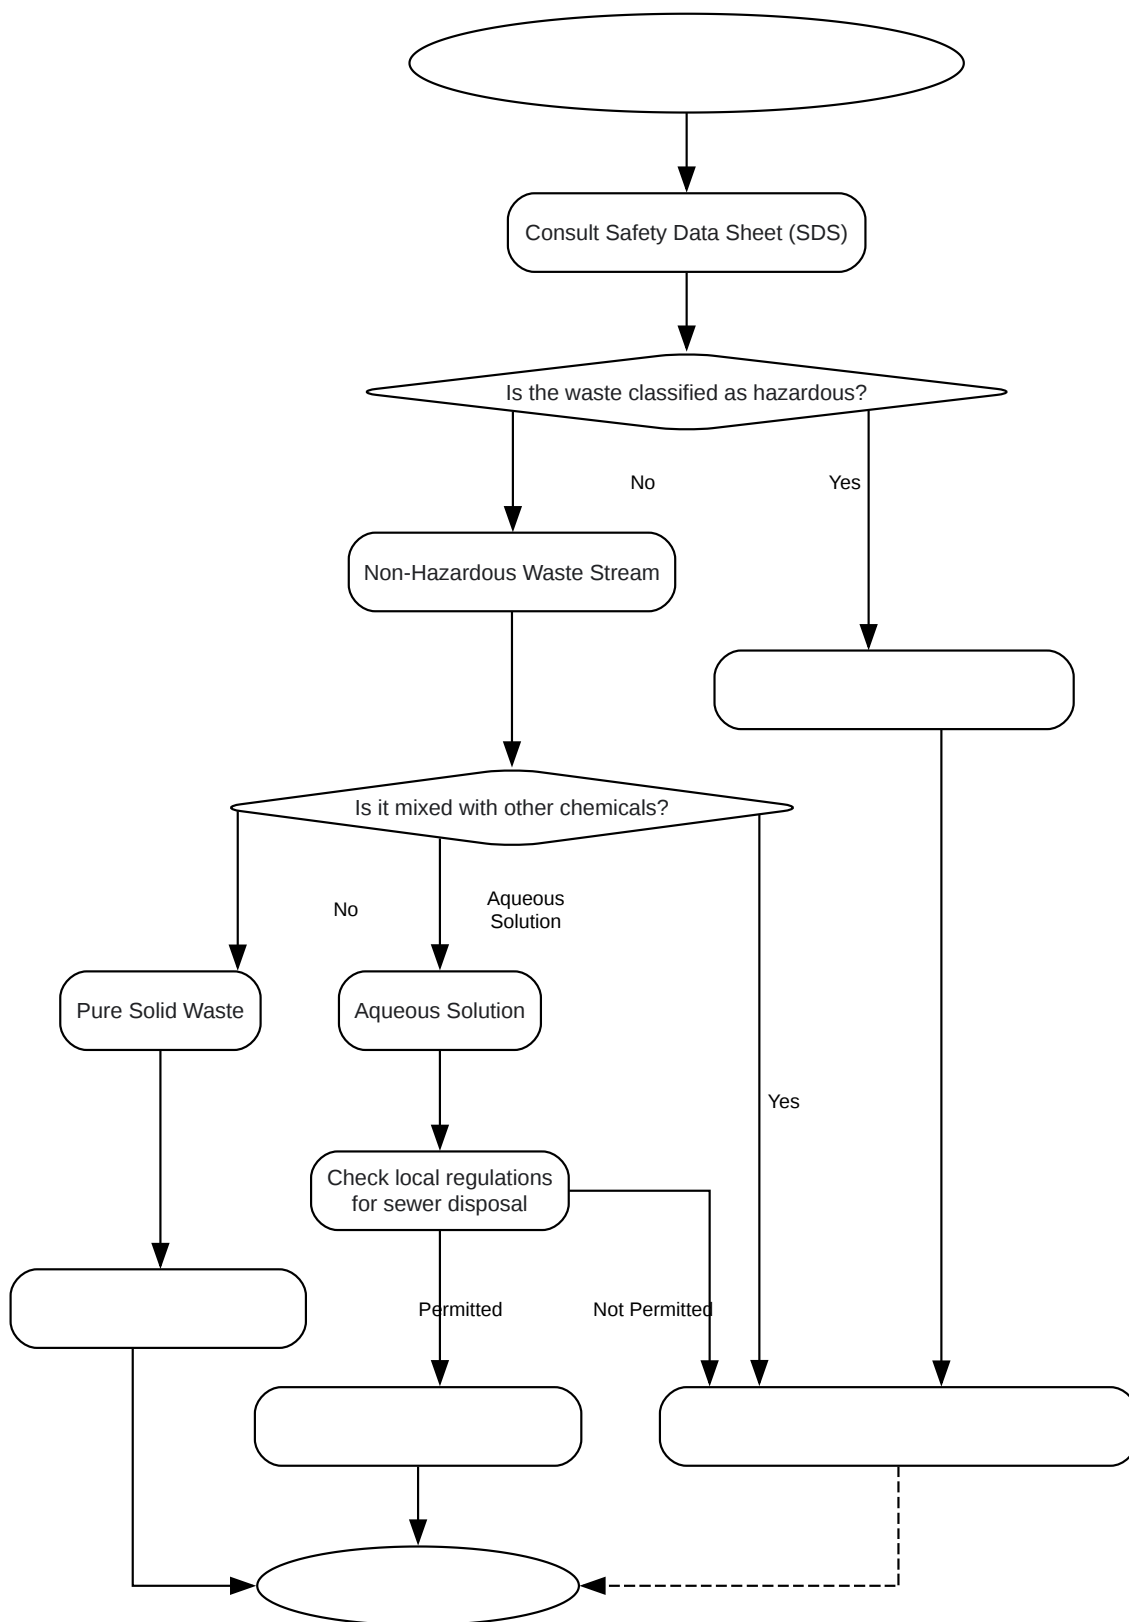 Consult Safety Data Sheet (SDS)
Is the waste classified as hazardous?
No
Yes
Non-Hazardous Waste Stream
Is it mixed with other chemicals?
No
Aqueous
Solution
Pure Solid Waste
Aqueous Solution
Yes
Check local regulations
for sewer disposal
Permitted
Not Permitted